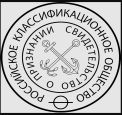 РОССИЙСКОЕ КЛАССИФИКАЦИОННОЕ ОБЩЕСТВО
СВИДЕТЕЛЬСТВО О ПРИЗНАНИИ